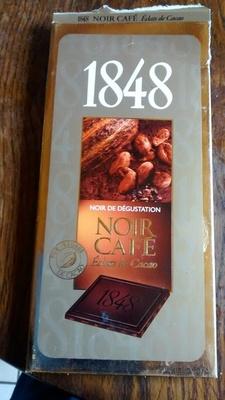 1848 NOIR CAFÉ Éclats de Cacao
1848
NOIR DE DÉGUSTATION
NOIR
CAFÉ
Éclats de Cacao
1848